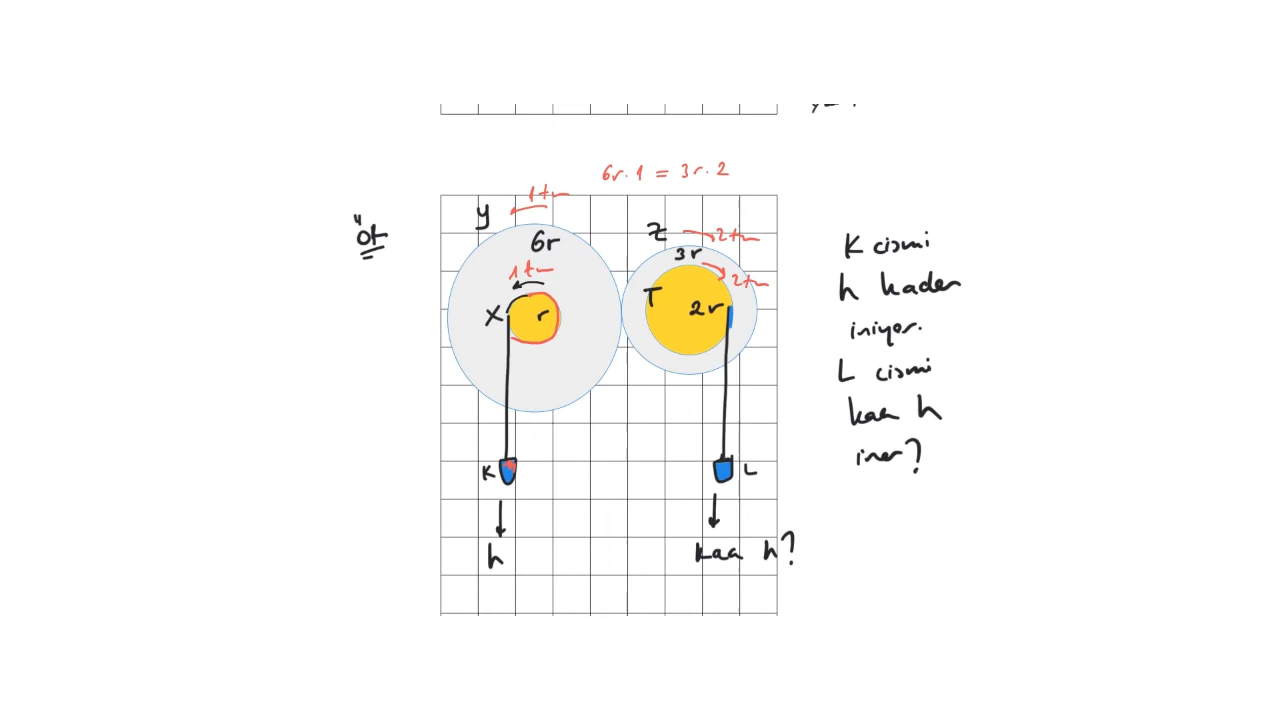 6r. 1 = 3r. 2
1 tur
y
Z
2 tur
6r
3r
1 tur
2 tur
X
r
T
2r
K
L
h
kaç h?
K cismi
h kadar
iniyor.
L cismi
kaç h
iner?